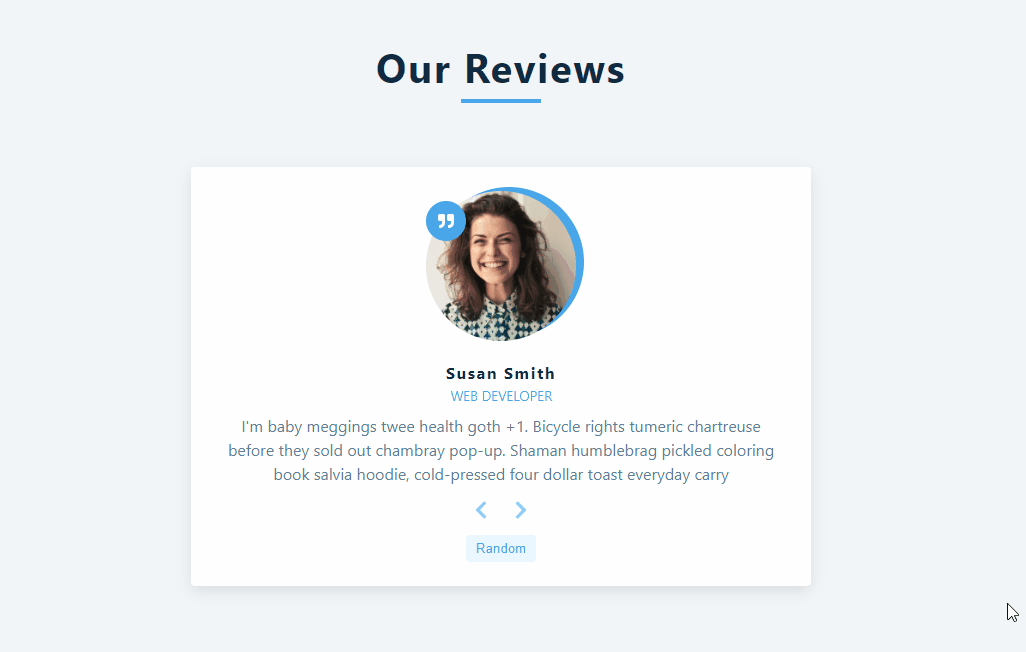 Our Reviews
Susan Smith
WEB DEVELOPER
I'm baby meggings twee health goth +1. Bicycle rights tumeric chartreuse
before they sold out chambray pop-up. Shaman humblebrag pickled coloring
book salvia hoodie, cold-pressed four dollar toast everyday carry
Random